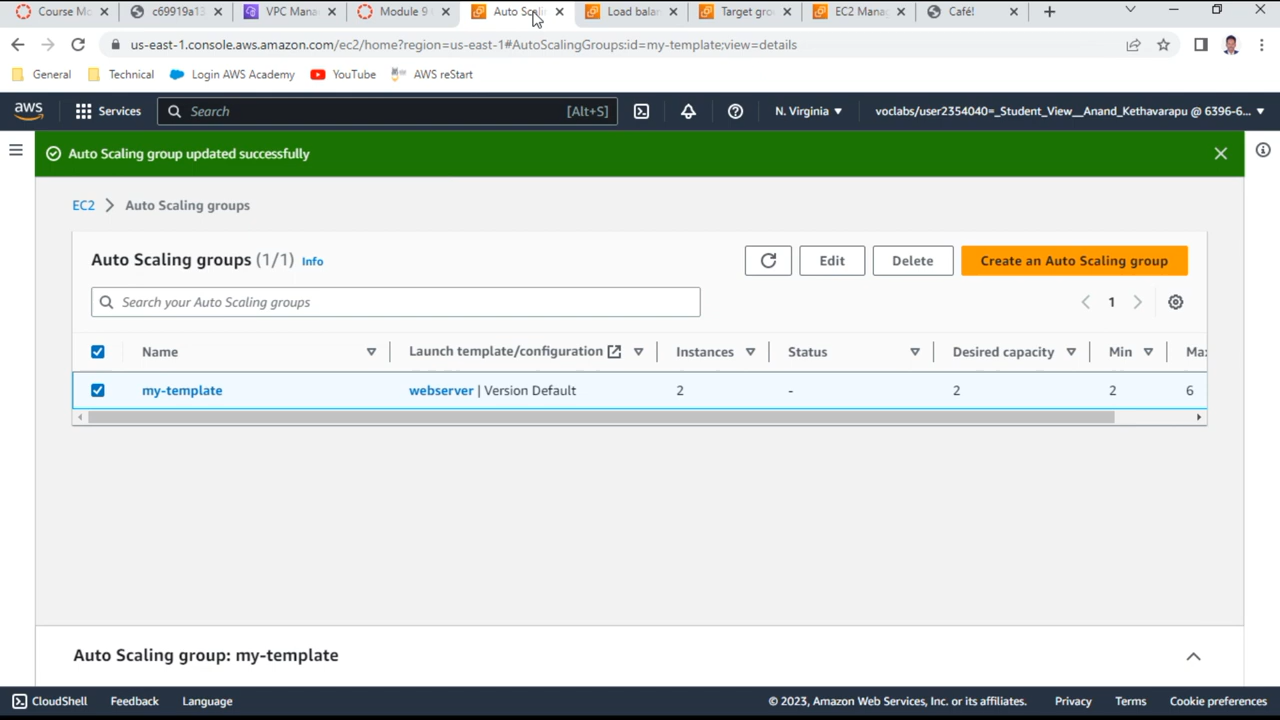 Course Mo
c69919a13
VPC Mana
Module 9
Auto Scalin
Load balan
Target gro
EC2 Mana
Café!
us-east-1.console.aws.amazon.com/ec2/home?region=us-east-1#AutoScalingGroups:id=my-template;view=details
General
Technical
Login AWS Academy
YouTube
AWS reStart
aws
Services
Search
[Alt+S]
N. Virginia
voclabs/user2354040=_Student_View__Anand_Kethavarapu @ 6396-6...
Auto Scaling group updated successfully
EC2
Auto Scaling groups
Auto Scaling groups (1/1) Info
Edit
Delete
Create an Auto Scaling group
Search your Auto Scaling groups
1
Name
Launch template/configuration
Instances
Status
Desired capacity
Min
Max
my-template
webserver | Version Default
2
-
2
2
6
Auto Scaling group: my-template
CloudShell
Feedback
Language
© 2023, Amazon Web Services, Inc. or its affiliates.
Privacy
Terms
Cookie preferences